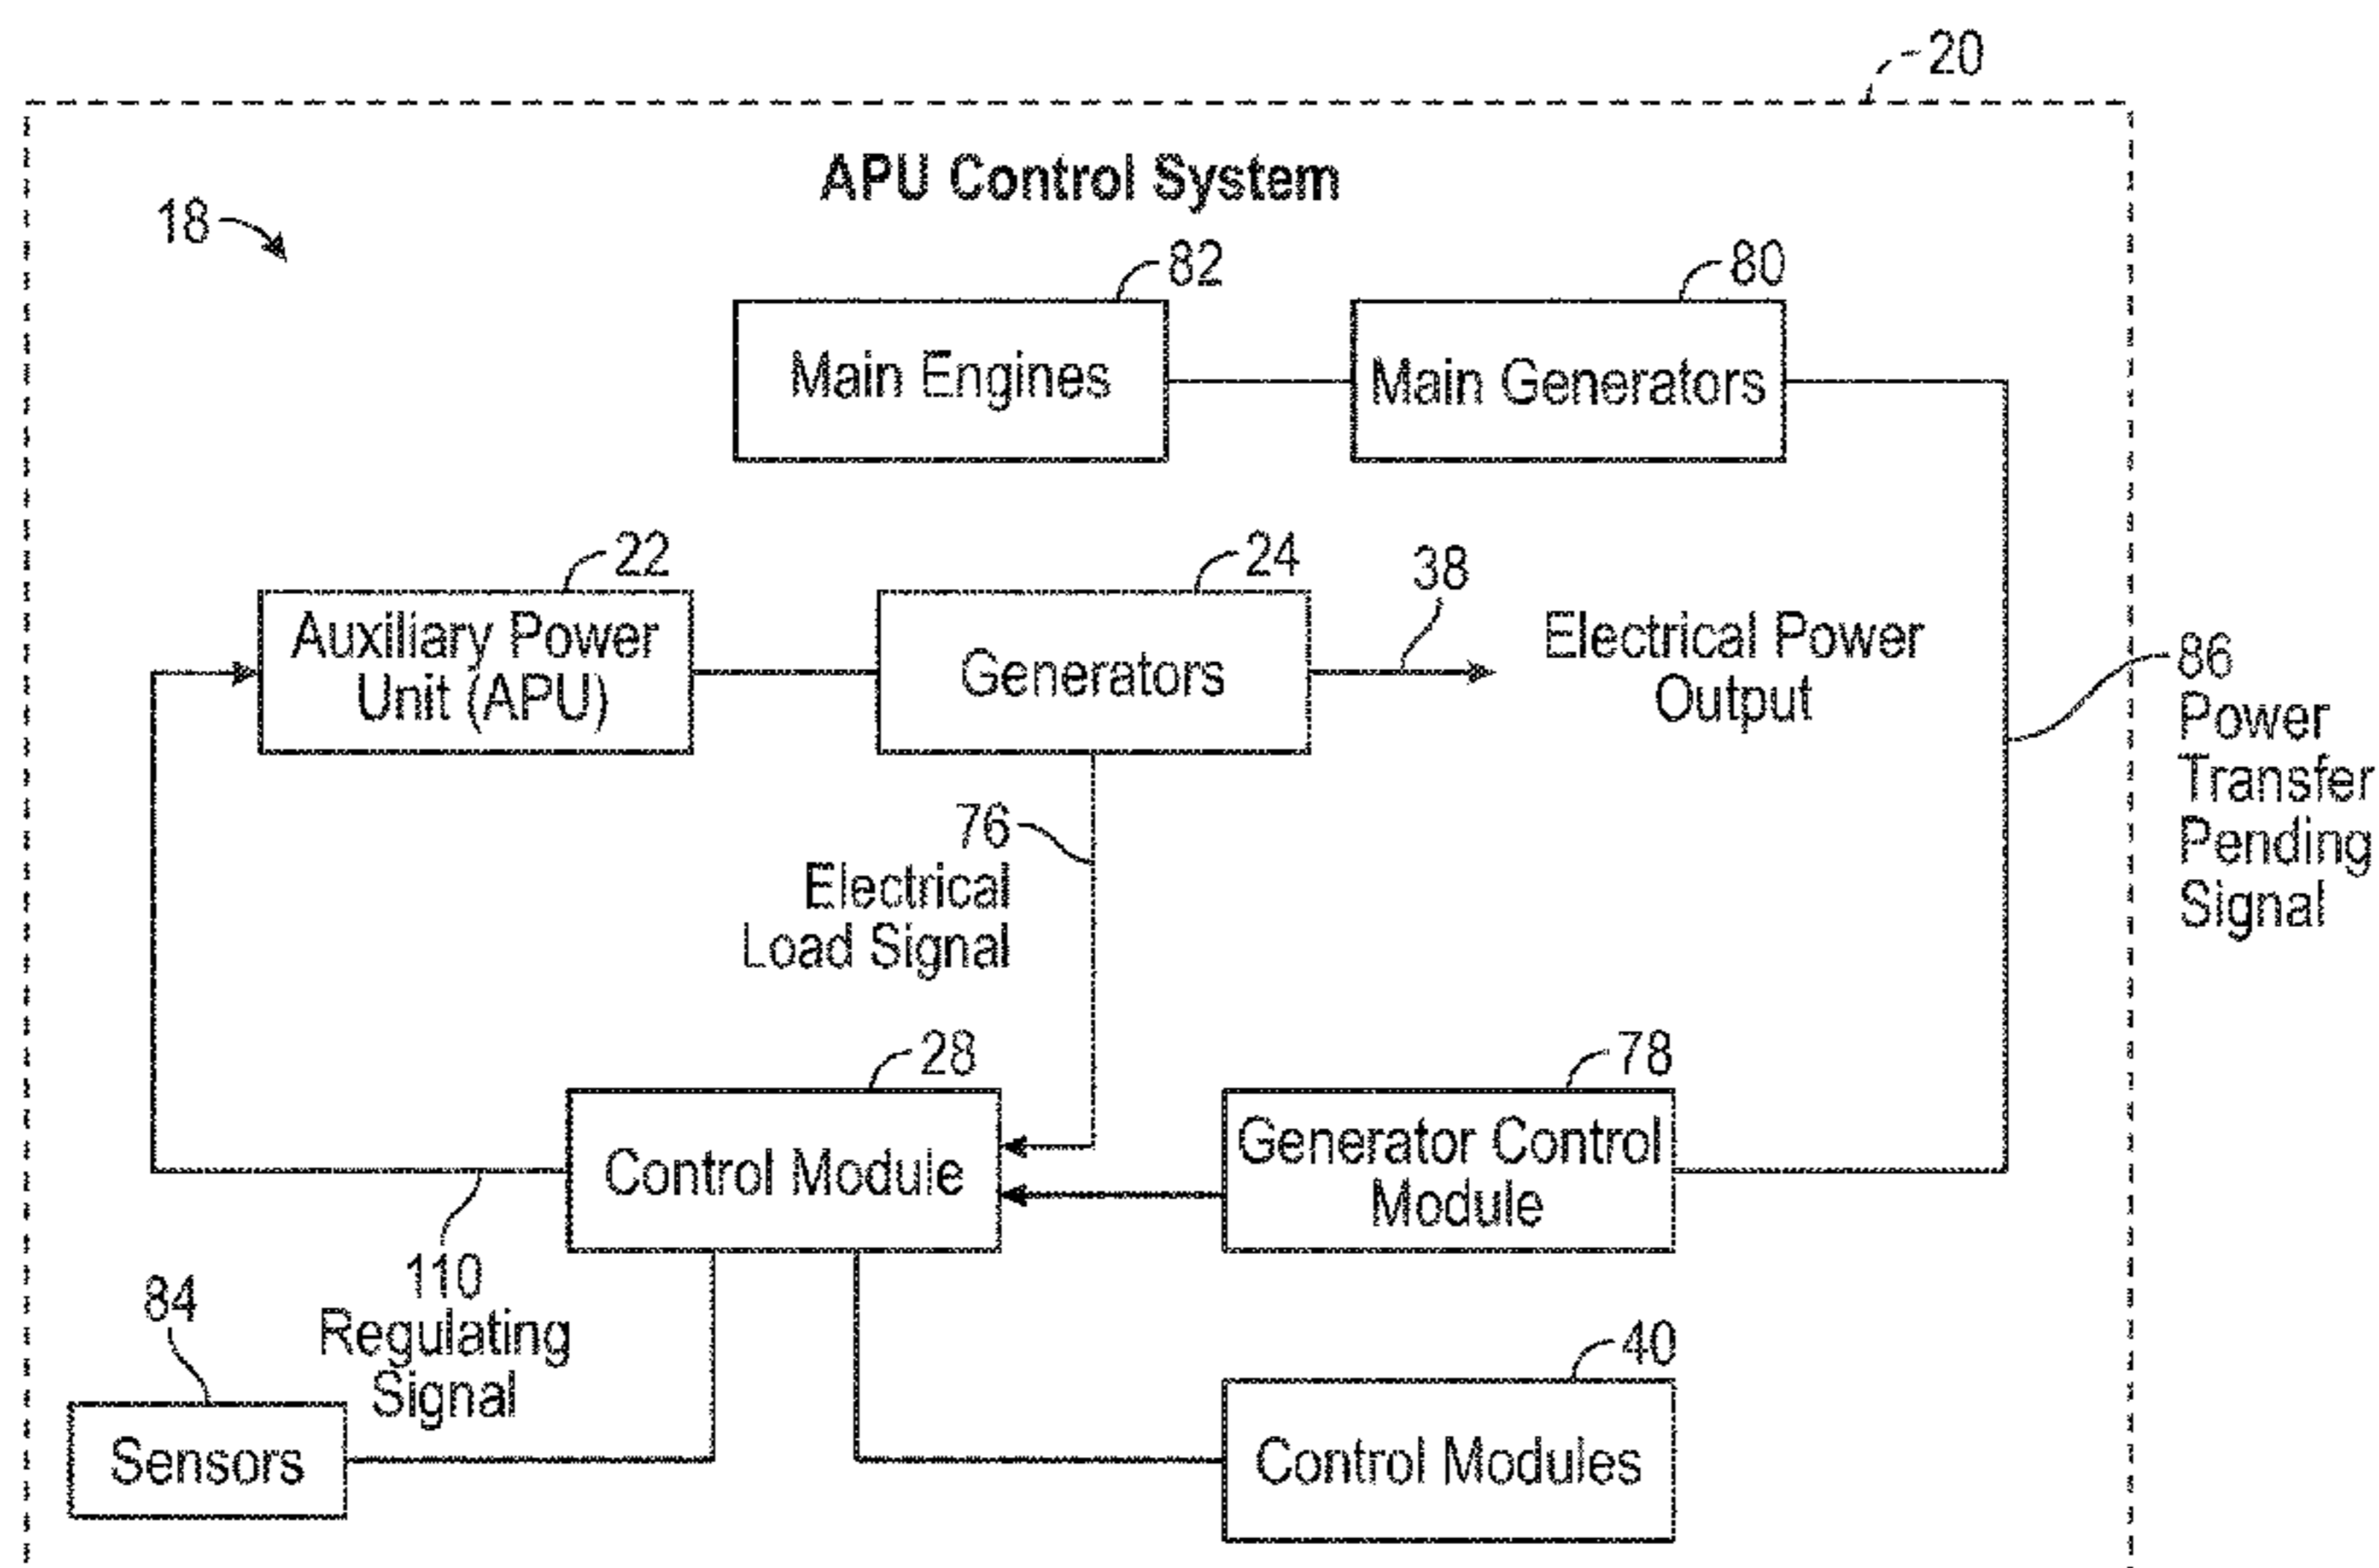 20
APU Control System
18
82
80
Main Engines
Main Generators
22
24
38
Auxiliary Power
Unit (APU)
Generators
Electrical Power
Output
86
Power
Transfer
Pending
Signal
76
Electrical
Load Signal
28
78
Control Module
Generator Control
Module
110
Regulating
Signal
84
Sensors
40
Control Modules